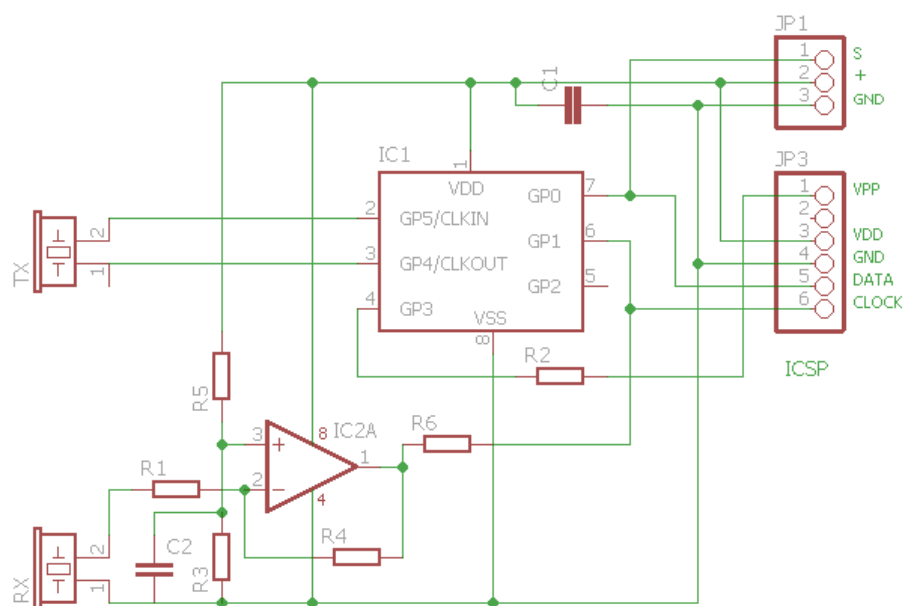 JP1
1 S
2 +
3 GND
C1
IC1
1
VDD
JP3
1 VPP
2
3 VDD
4 GND
5 DATA
6 CLOCK
ICSP
TX
2
1
2 GP5/CLKIN
3 GP4/CLKOUT
4 GP3
GP0 7
GP1 6
GP2 5
VSS
8
R2
R5
IC2A
8
3 +
2 -
1
4
R6
R1
R4
C2
R3
RX
2
1